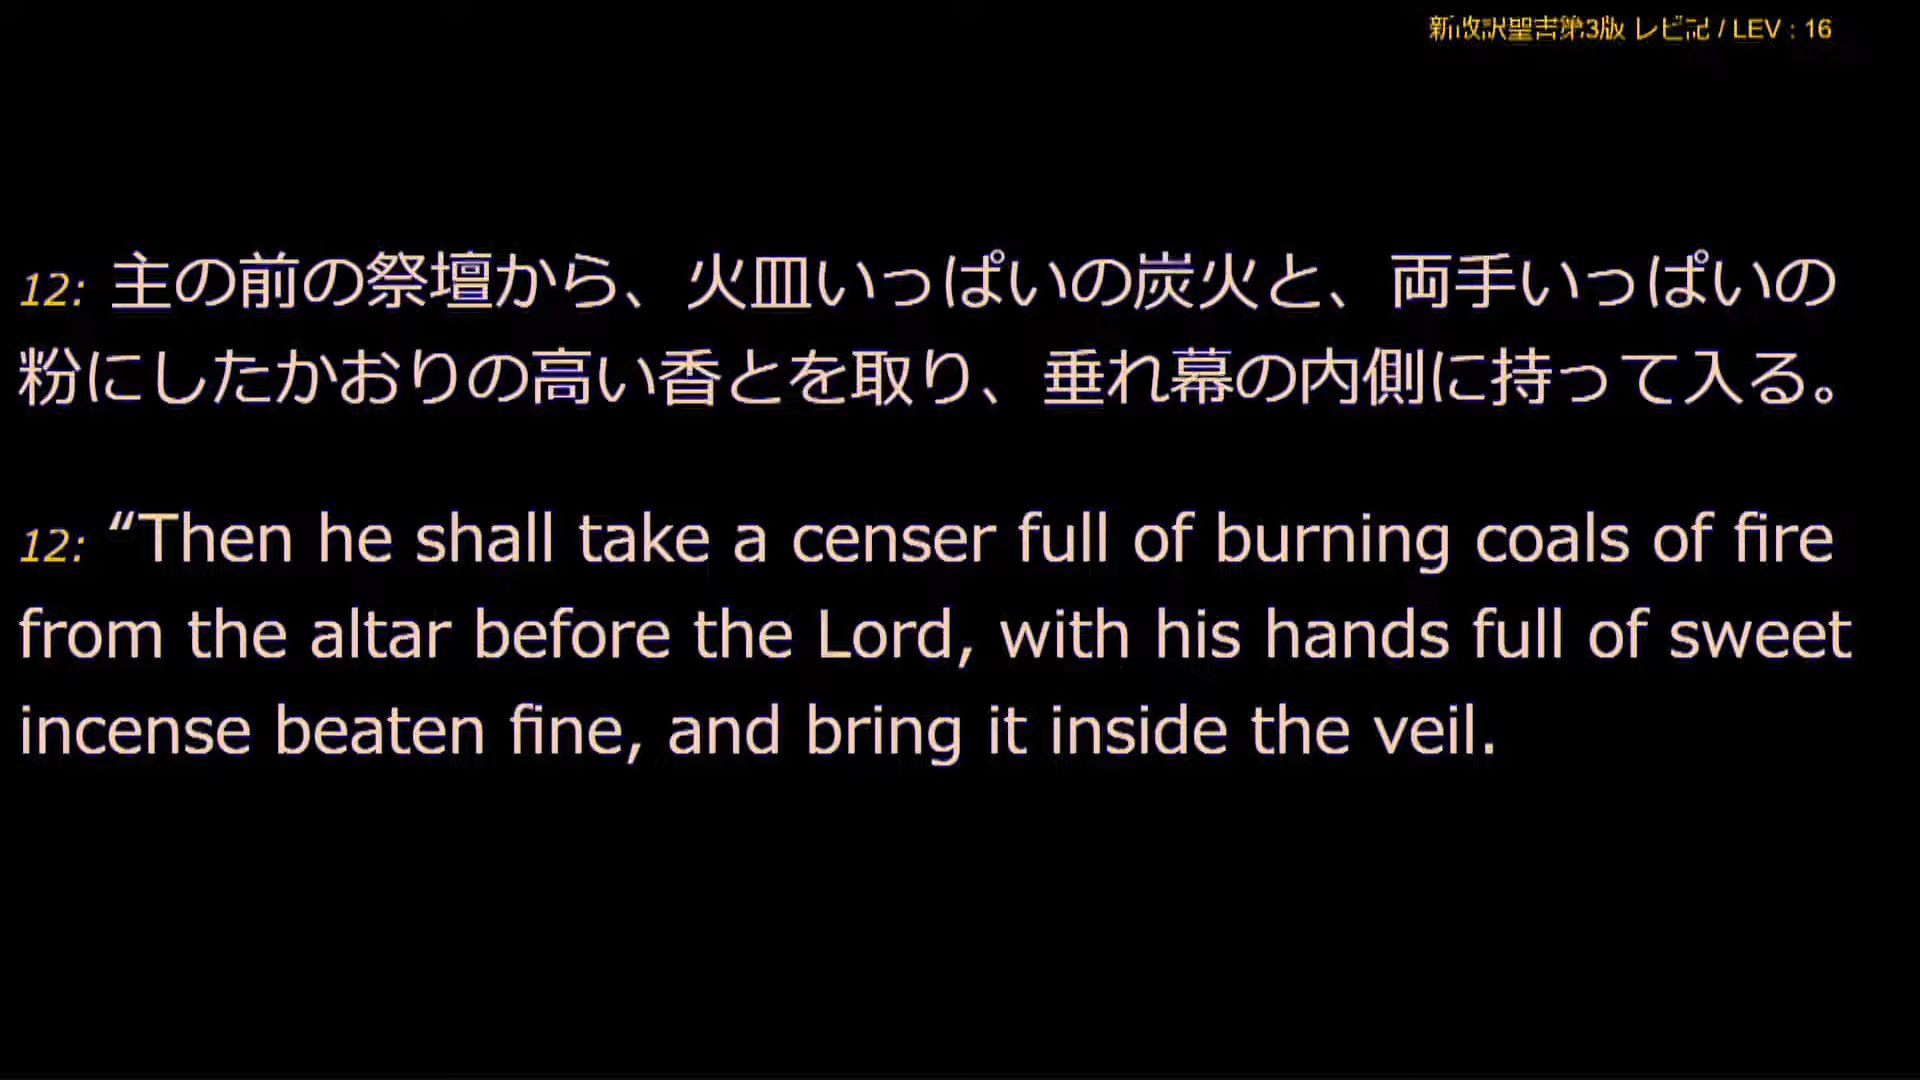 新改訳聖書第3版 レビ記 / LEV : 16
12: 主の前の祭壇から、火皿いっぱいの炭火と、両手いっぱいの
粉にしたかおりの高い香とを取り、垂れ幕の内側に持って入る。
12: “Then he shall take a censer full of burning coals of fire
from the altar before the Lord, with his hands full of sweet
incense beaten fine, and bring it inside the veil.